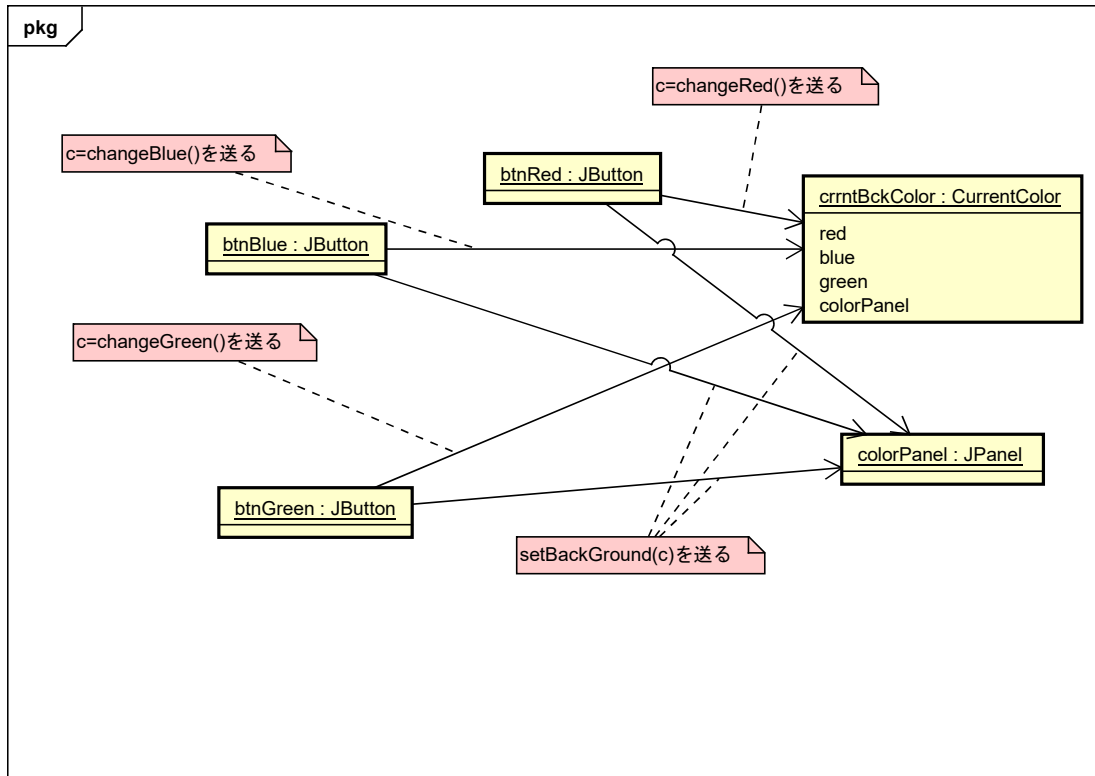 pkg
c=changeRed()を送る
c=changeBlue()を送る
btnRed : JButton
crrntBckColor : CurrentColor
red
blue
green
colorPanel
btnBlue : JButton
c=changeGreen()を送る
colorPanel : JPanel
btnGreen : JButton
setBackGround(c)を送る